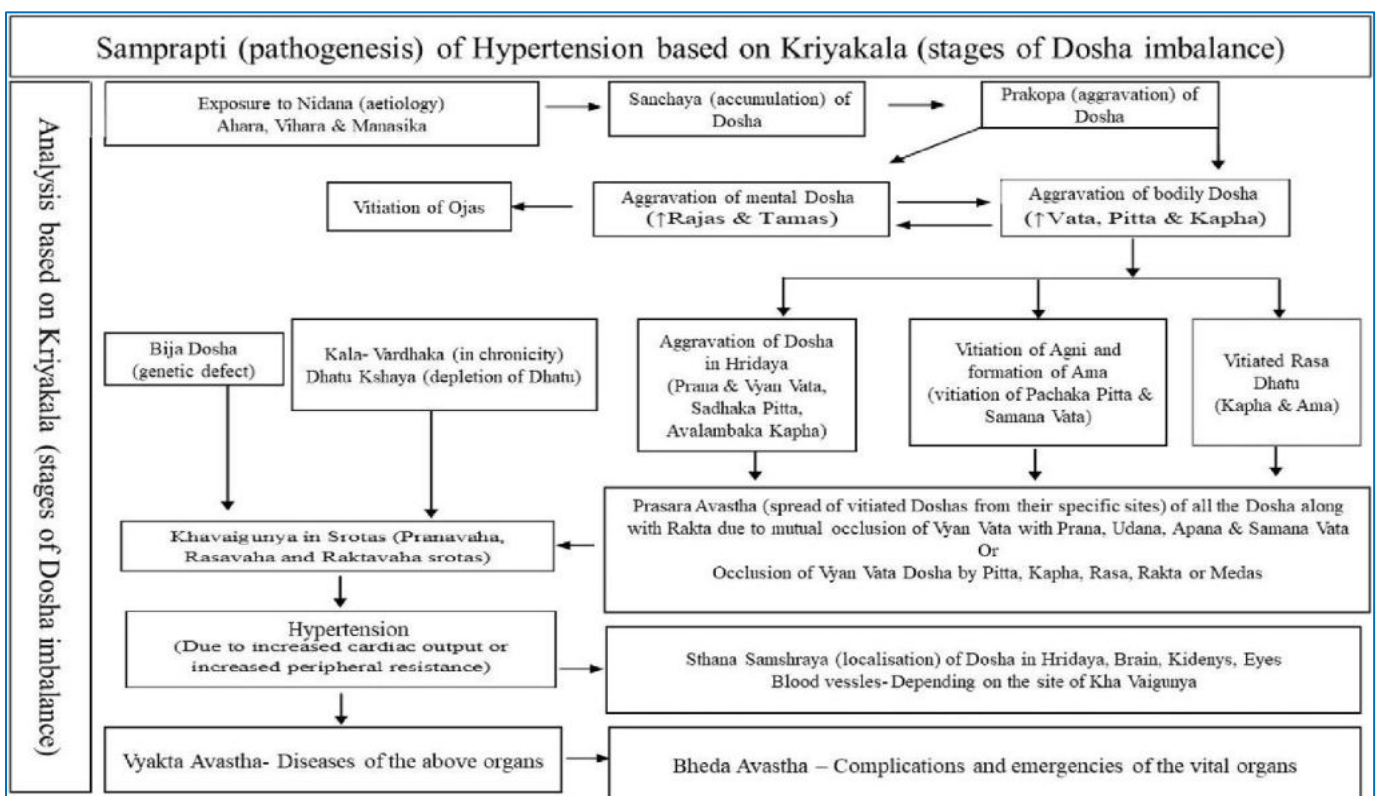 Samprapti (pathogenesis) of Hypertension based on Kriyakala (stages of Dosha imbalance)
Analysis based on Kriyakala (stages of Dosha imbalance)
Exposure to Nidana (aetiology)
Ahara, Vihara & Manasika
Sanchaya (accumulation) of
Dosha
Prakopa (aggravation) of
Dosha
Vitiation of Ojas
Aggravation of mental Dosha
(↑Rajas & Tamas)
Aggravation of bodily Dosha
(↑Vata, Pitta & Kapha)
Bija Dosha
(genetic defect)
Kala- Vardhaka (in chronicity)
Dhatu Kshaya (depletion of Dhatu)
Aggravation of Dosha
in Hridaya
(Prana & Vyan Vata,
Sadhaka Pitta,
Avalambaka Kapha)
Vitiation of Agni and
formation of Ama
(vitiation of Pachaka Pitta &
Samana Vata)
Vitiated Rasa
Dhatu
(Kapha & Ama)
Prasara Avastha (spread of vitiated Doshas from their specific sites) of all the Dosha along
with Rakta due to mutual occlusion of Vyan Vata with Prana, Udana, Apana & Samana Vata
Or
Occlusion of Vyan Vata Dosha by Pitta, Kapha, Rasa, Rakta or Medas
Khavaigunya in Srotas (Pranavaha,
Rasavaha and Raktavaha srotas)
Hypertension
(Due to increased cardiac output or
increased peripheral resistance)
Sthana Samshraya (localisation) of Dosha in Hridaya, Brain, Kidenys, Eyes
Blood vessles- Depending on the site of Kha Vaigunya
Vyakta Avastha- Diseases of the above organs
Bheda Avastha – Complications and emergencies of the vital organs